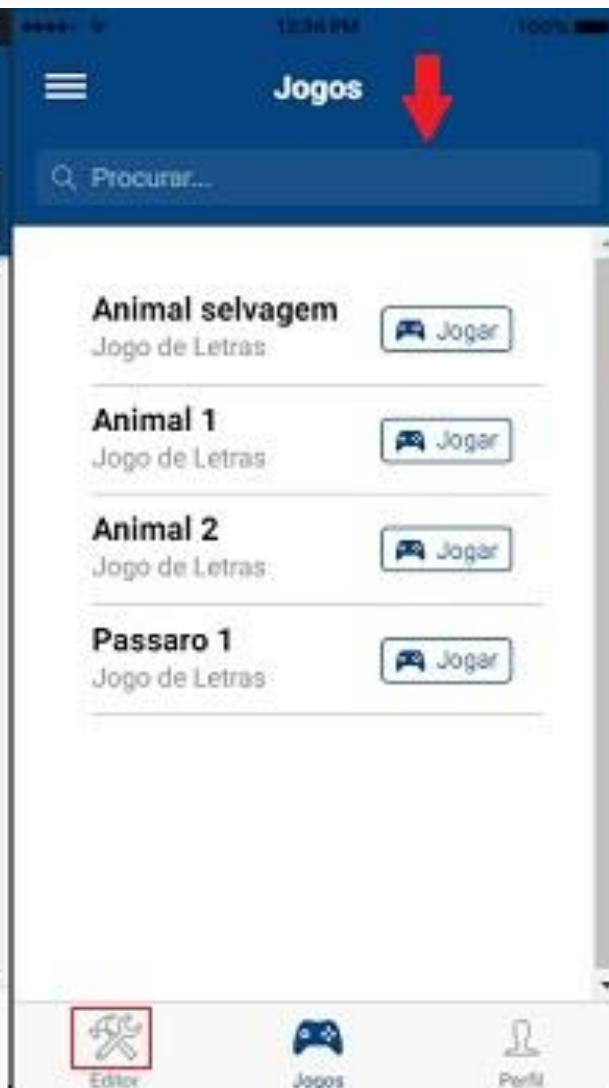 12:34 PM 100%
Jogos
Procurar...
Animal selvagem
Jogo de Letras
Jogar
Animal 1
Jogo de Letras
Jogar
Animal 2
Jogo de Letras
Jogar
Passaro 1
Jogo de Letras
Jogar
Editor Jogos Perfil